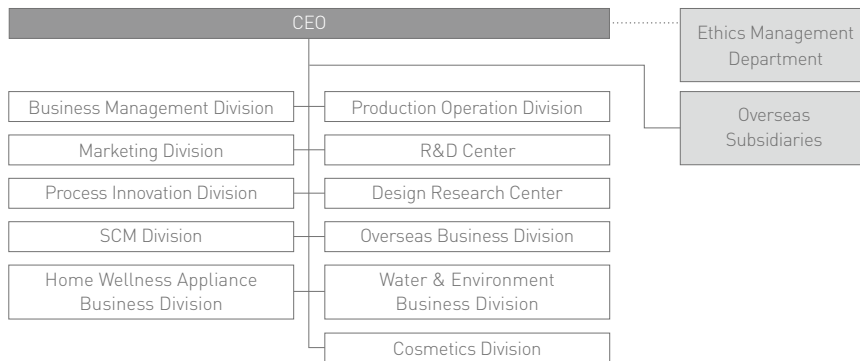 CEO
Ethics Management
Department
Overseas
Subsidiaries
Business Management Division
Production Operation Division
Marketing Division
R&D Center
Process Innovation Division
Design Research Center
SCM Division
Overseas Business Division
Home Wellness Appliance
Business Division
Water & Environment
Business Division
Cosmetics Division